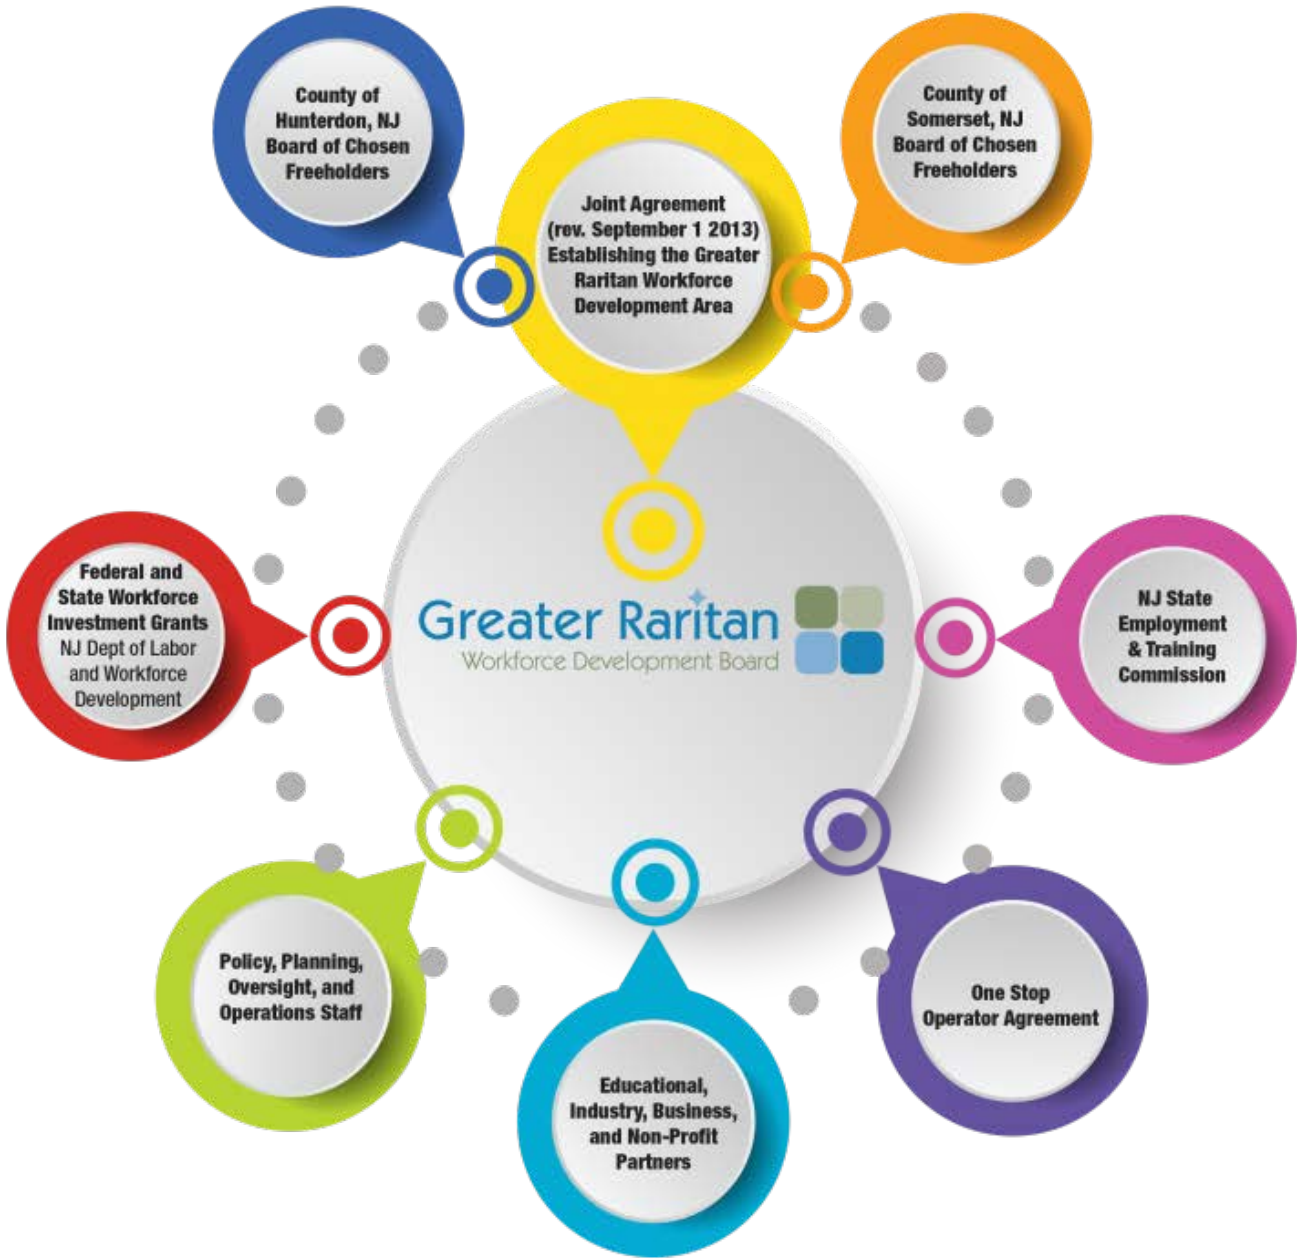 County of
Hunterdon, NJ
Board of Chosen
Freeholders
County of
Somerset, NJ
Board of Chosen
Freeholders
Joint Agreement
(rev. September 1 2013)
Establishing the Greater
Raritan Workforce
Development Area
Federal and
State Workforce
Investment Grants
NJ Dept of Labor
and Workforce
Development
Greater Raritan
Workforce Development Board
NJ State
Employment
& Training
Commission
Policy, Planning,
Oversight, and
Operations Staff
One Stop
Operator Agreement
Educational,
Industry, Business,
and Non-Profit
Partners